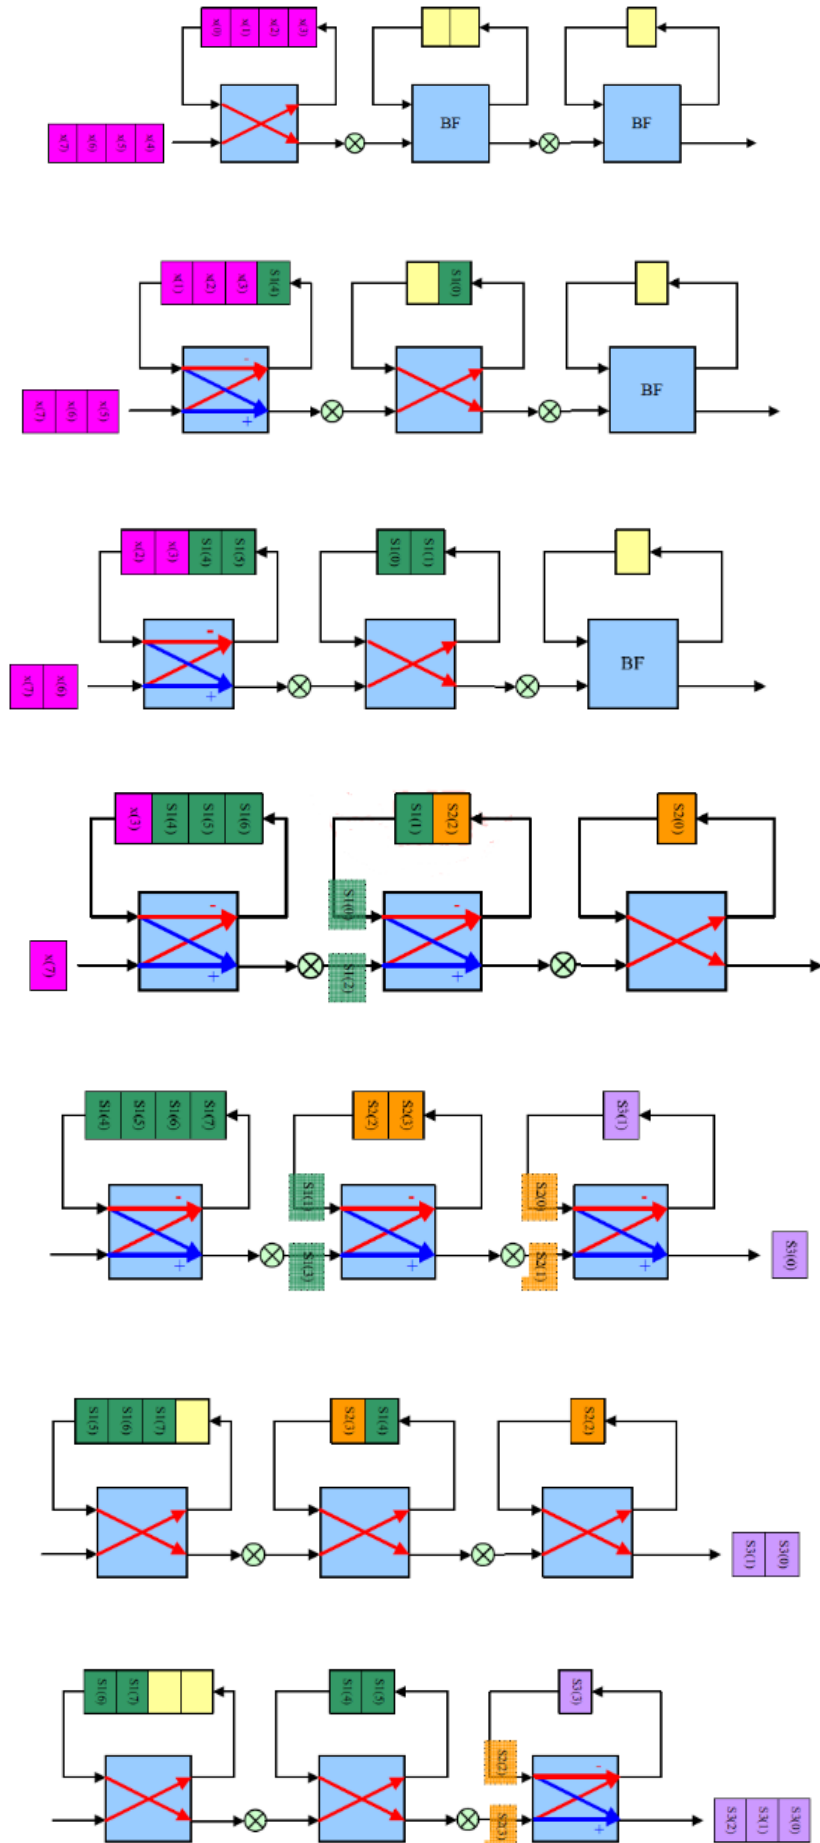 x(0) x(1) x(2) x(3)
BF BF
x(7) x(6) x(5) x(4)
x(1) x(2) x(3) S1(4) S1(0)
-
BF
x(7) x(6) x(5)
+
x(2) x(3) S1(4) S1(5) S1(0) S1(1)
-
BF
x(7) x(6)
+
x(3) S1(4) S1(5) S1(6) S1(1) S2(2) S2(0)
- S1(0) -
x(7) + S1(2) +
S1(4) S1(5) S1(6) S1(7) S2(2) S2(3) S3(1)
- S1(1) - S2(0) -
+ S1(3) + S2(1) + S3(0)
S1(5) S1(6) S1(7) S2(3) S1(4) S2(2)
S3(1) S3(0)
S1(6) S1(7) S1(4) S1(5) S3(3)
S2(2) -
S2(3) + S3(2) S3(1) S3(0)